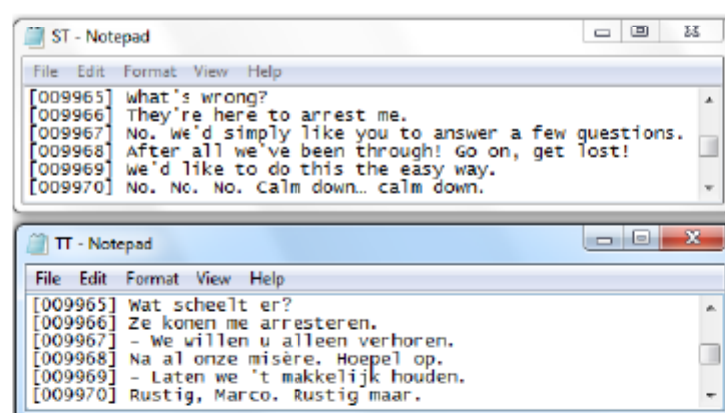 ST - Notepad
File Edit Format View Help
[009965] What's wrong?
[009966] They're here to arrest me.
[009967] No. We'd simply like you to answer a few questions.
[009968] After all we've been through! Go on, get lost!
[009969] We'd like to do this the easy way.
[009970] No. No. No. Calm down… calm down.
TT - Notepad
File Edit Format View Help
[009965] Wat scheelt er?
[009966] Ze konen me arresteren.
[009967] - We willen u alleen verhoren.
[009968] Na al onze misère. Hoepel op.
[009969] - Laten we 't makkelijk houden.
[009970] Rustig, Marco. Rustig maar.